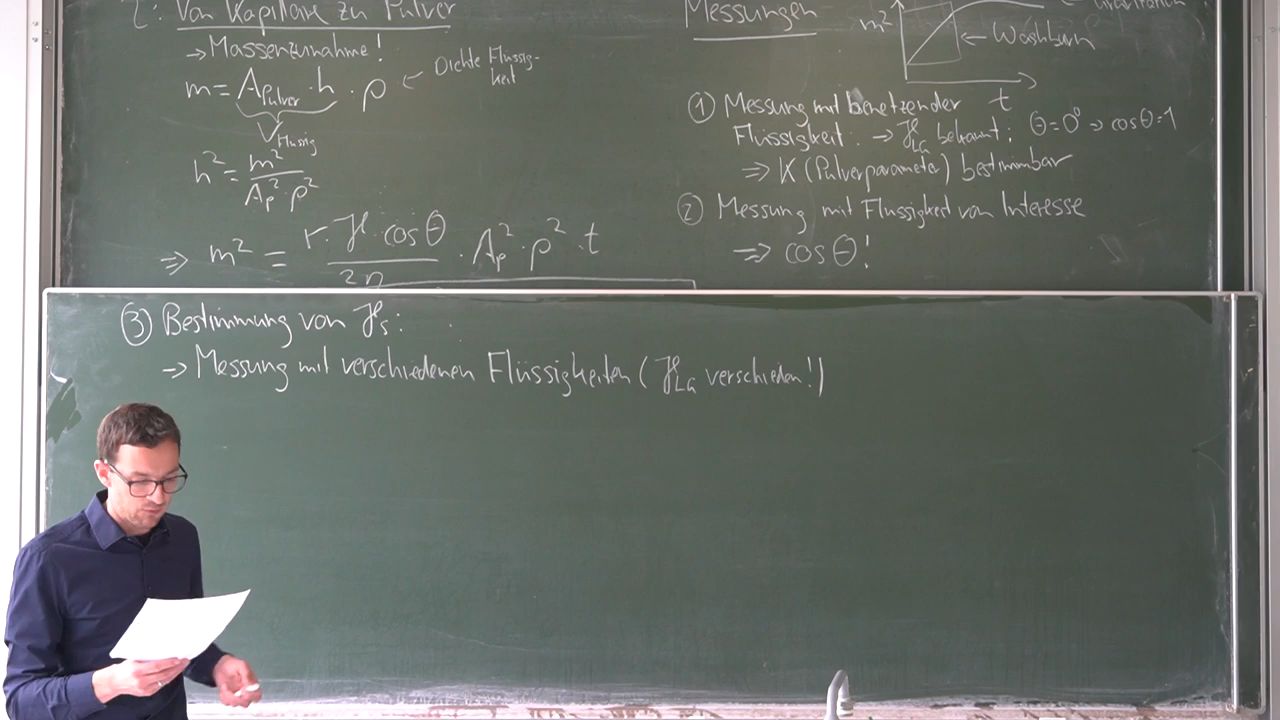 2: Von Kapillare zu Pulver
→ Massenzunahme!
m = A_Pulver · h · ρ ← Dichte Flüssig-
keit
V_Flüssig
h² = m² / A_P² · ρ²
⇒ m² = r · γ · cos Θ / 2η · A_P² · ρ² · t
Messungen
m²
← Washburn
t
① Messung mit benetzender
Flüssigkeit: → γ_LG bekannt; Θ = 0° ⇒ cos Θ = 1
⇒ K (Pulverparameter) bestimmbar
② Messung mit Flüssigkeit von Interesse
⇒ cos Θ!
③ Bestimmung von γ_S:
→ Messung mit verschiedenen Flüssigkeiten (γ_LG verschieden!)